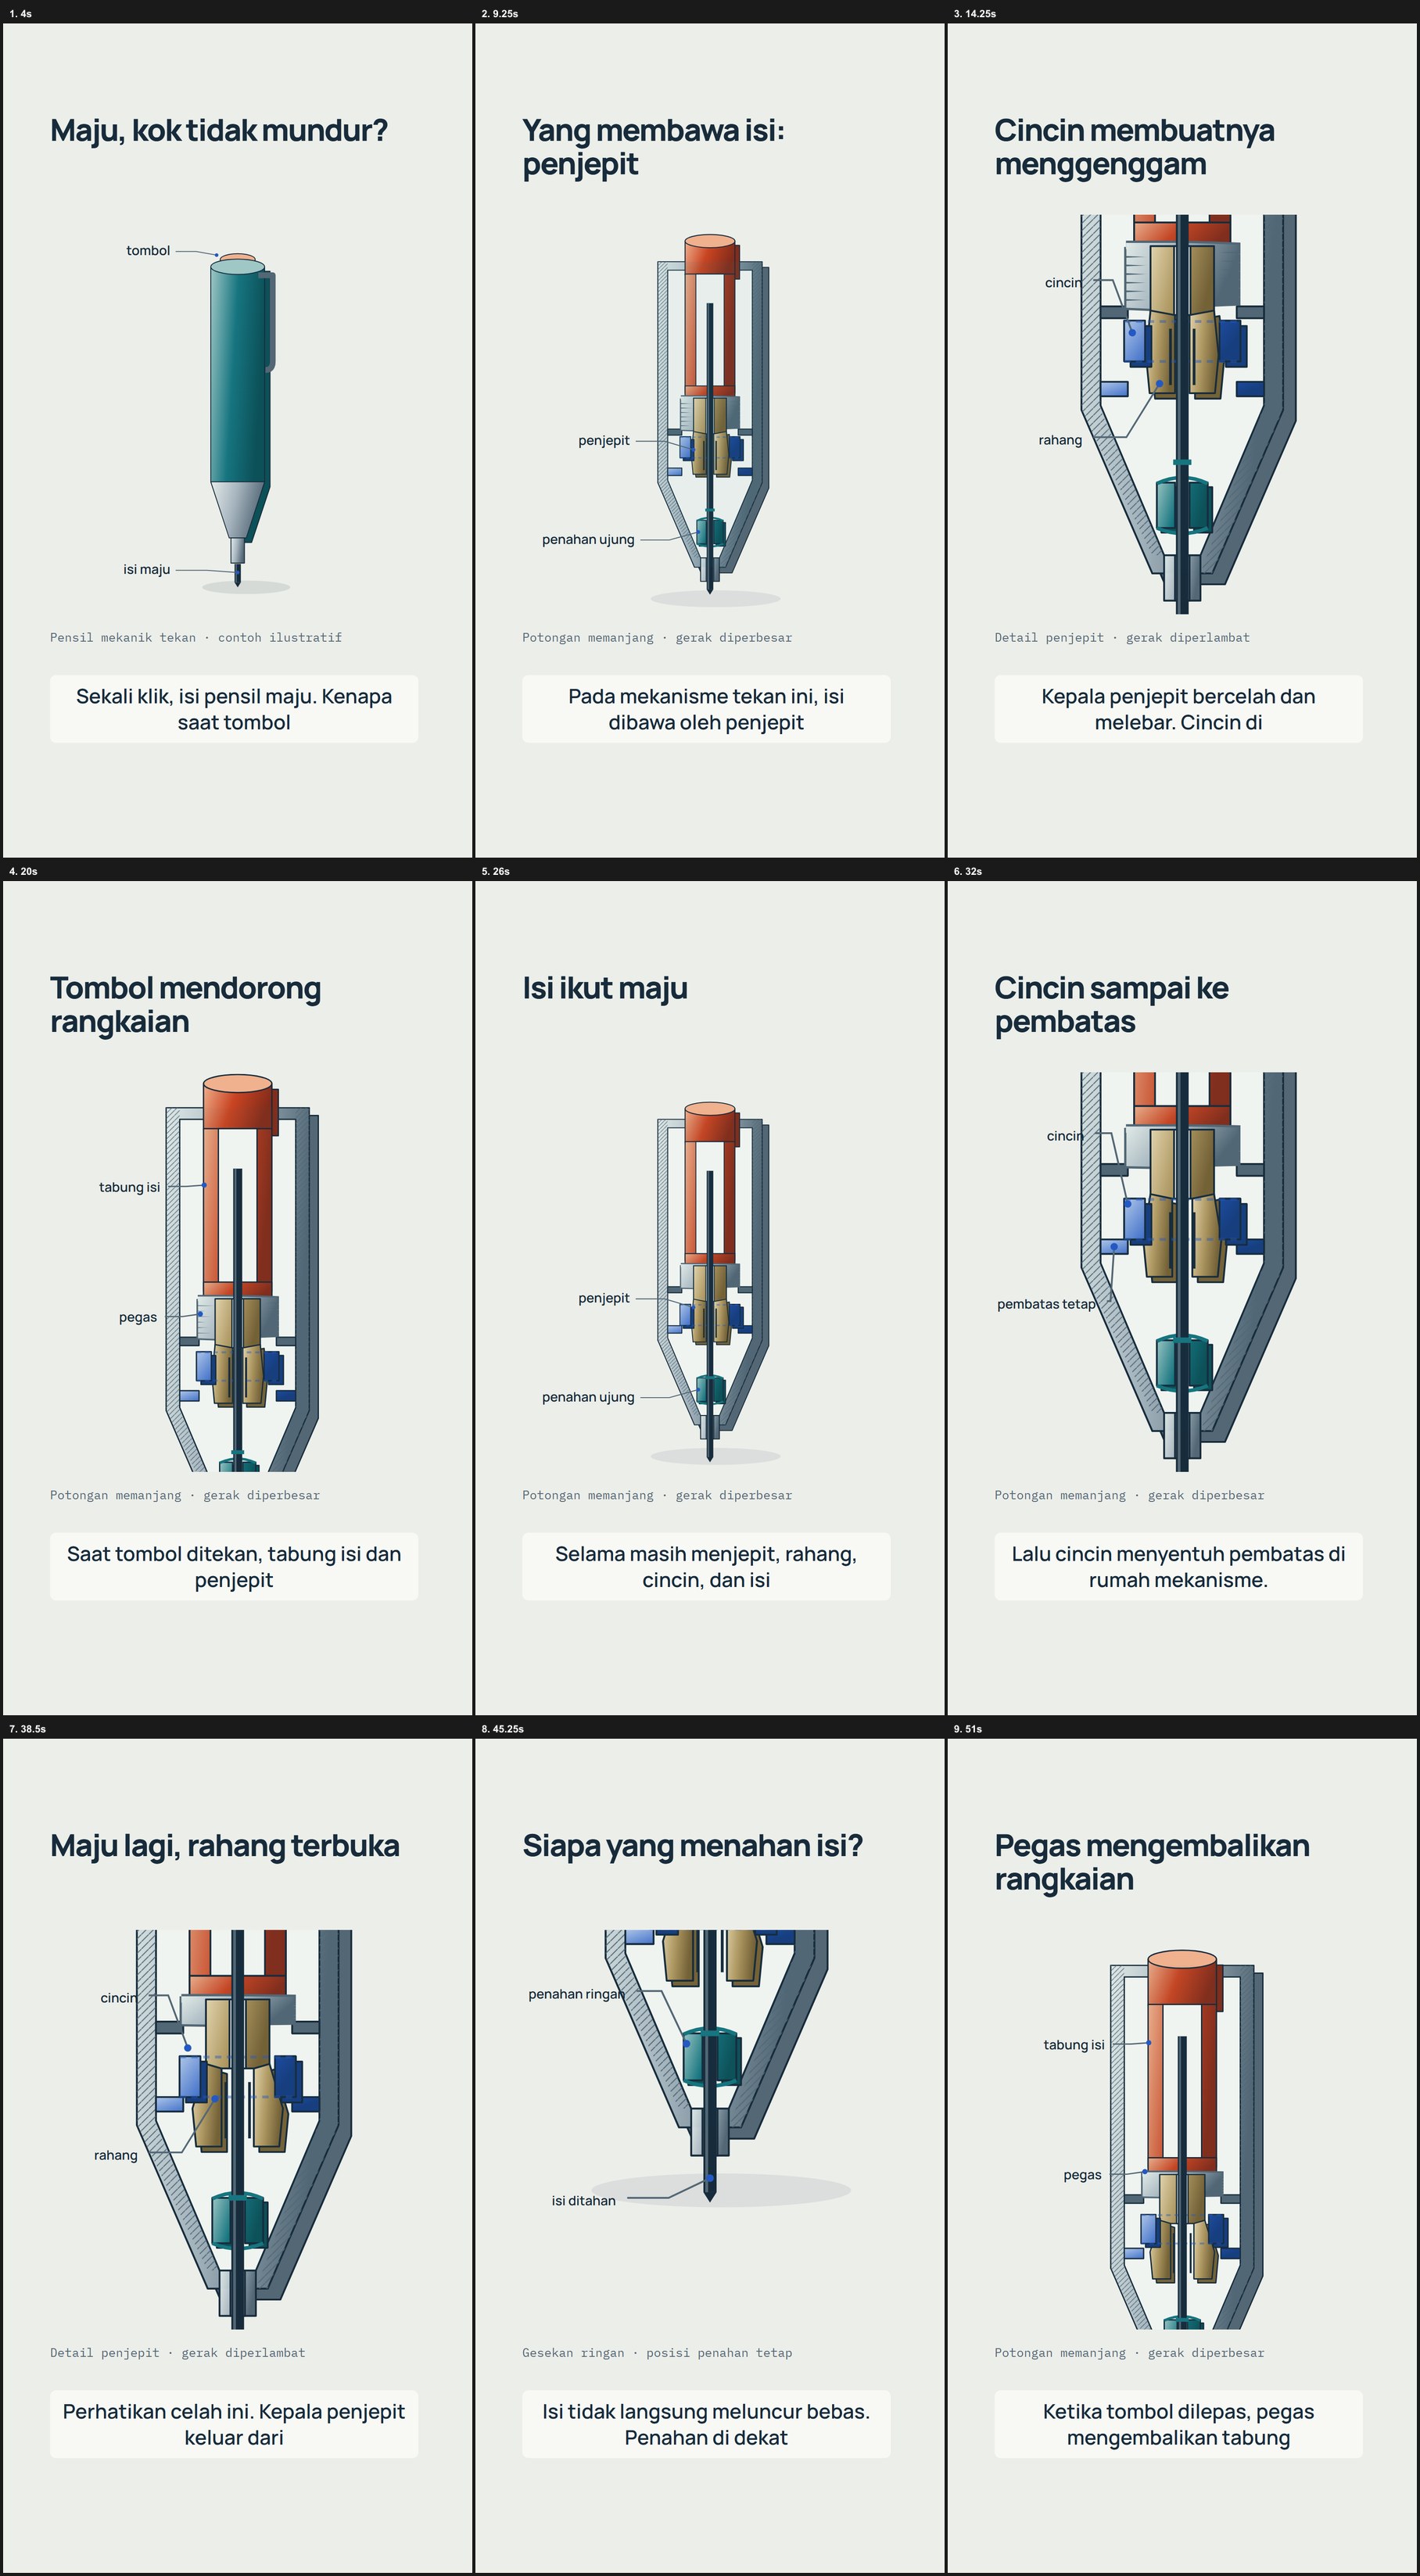 1. 4s
Maju, kok tidak mundur?
tombol
isi maju
Pensil mekanik tekan · contoh ilustratif
Sekali klik, isi pensil maju. Kenapa
saat tombol
2. 9.25s
Yang membawa isi:
penjepit
penjepit
penahan ujung
Potongan memanjang · gerak diperbesar
Pada mekanisme tekan ini, isi
dibawa oleh penjepit
3. 14.25s
Cincin membuatnya
menggenggam
cincin
rahang
Detail penjepit · gerak diperlambat
Kepala penjepit bercelah dan
melebar. Cincin di
4. 20s
Tombol mendorong
rangkaian
tabung isi
pegas
Potongan memanjang · gerak diperbesar
Saat tombol ditekan, tabung isi dan
penjepit
5. 26s
Isi ikut maju
penjepit
penahan ujung
Potongan memanjang · gerak diperbesar
Selama masih menjepit, rahang,
cincin, dan isi
6. 32s
Cincin sampai ke
pembatas
cincin
pembatas tetap
Potongan memanjang · gerak diperbesar
Lalu cincin menyentuh pembatas di
rumah mekanisme.
7. 38.5s
Maju lagi, rahang terbuka
cincin
rahang
Detail penjepit · gerak diperlambat
Perhatikan celah ini. Kepala penjepit
keluar dari
8. 45.25s
Siapa yang menahan isi?
penahan ringan
isi ditahan
Gesekan ringan · posisi penahan tetap
Isi tidak langsung meluncur bebas.
Penahan di dekat
9. 51s
Pegas mengembalikan
rangkaian
tabung isi
pegas
Potongan memanjang · gerak diperbesar
Ketika tombol dilepas, pegas
mengembalikan tabung